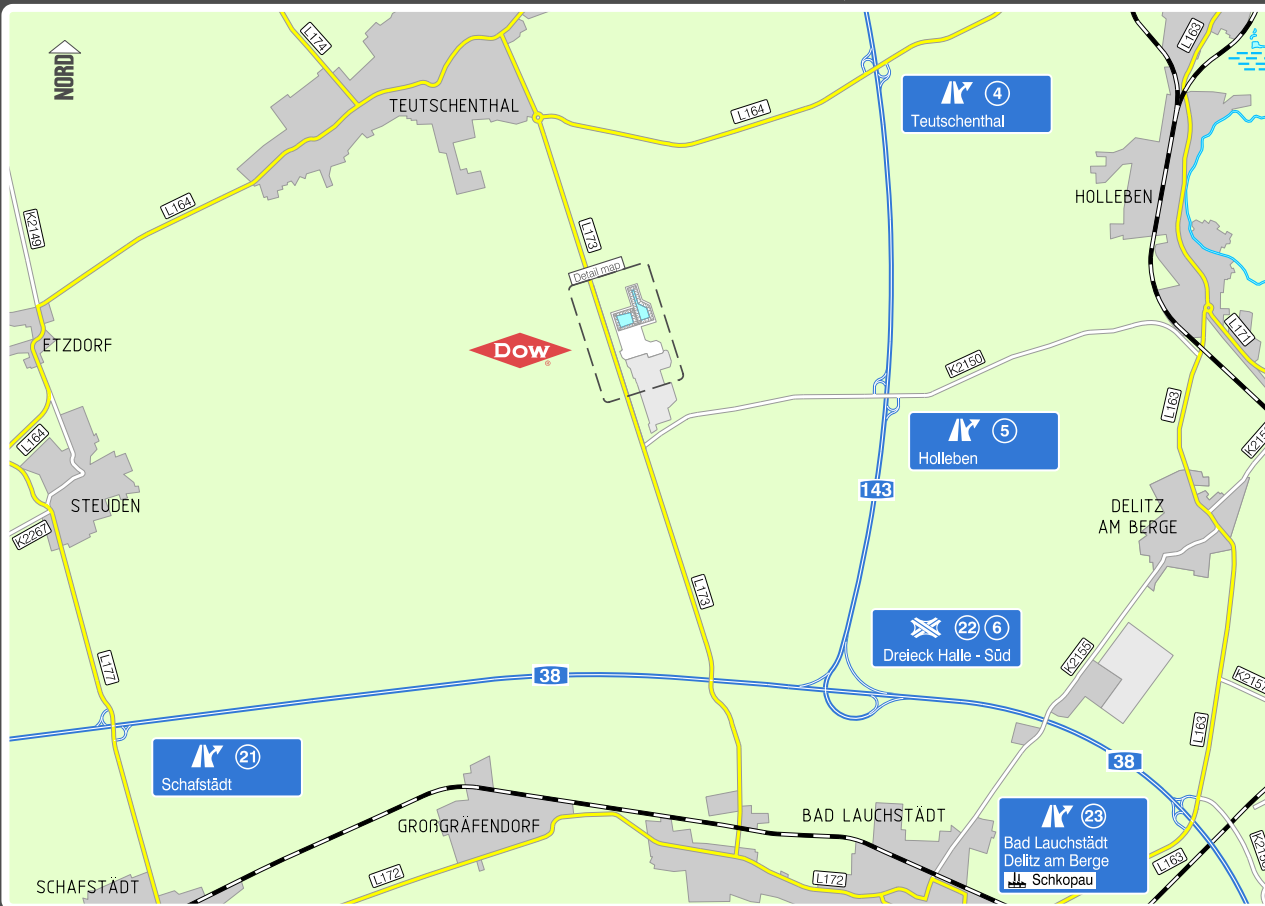 NORD
L174
L163
TEUTSCHENTHAL
L164
4
Teutschenthal
HOLLEBEN
K2149
L164
L173
Detail map
ETZDORF
Dow
®
L171
K2150
L163
L164
5
Holleben
143
STEUDEN
K2267
DELITZ
AM BERGE
L173
22 6
Dreieck Halle - Süd
K2155
L177
38
K2157
L163
21
Schafstädt
38
GROßGRÄFENDORF
BAD LAUCHSTÄDT
23
Bad Lauchstädt
Delitz am Berge
Schkopau
L163
SCHAFSTÄDT
L172
L172